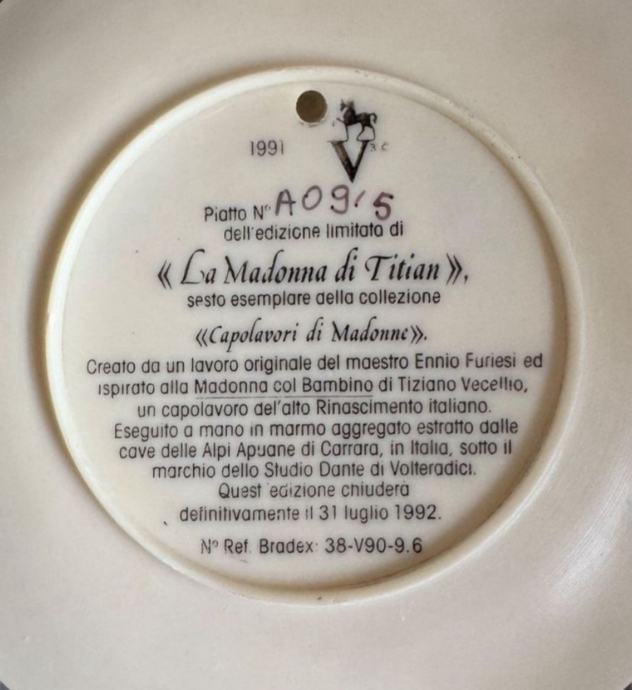 1991
V
Piatto N° A0915
dell'edizione limitata di
« La Madonna di Titian »,
sesto esemplare della collezione
«Capolavori di Madonne».
Creato da un lavoro originale del maestro Ennio Furiesi ed
ispirato alla Madonna col Bambino di Tiziano Vecellio,
un capolavoro del'alto Rinascimento italiano.
Eseguito a mano in marmo aggregato estratto dalle
cave delle Alpi Apuane di Carrara, in Italia, sotto il
marchio dello Studio Dante di Volteradici.
Quest'edizione chiuderà
definitivamente il 31 luglio 1992.
N° Ref. Bradex: 38-V90-9.6